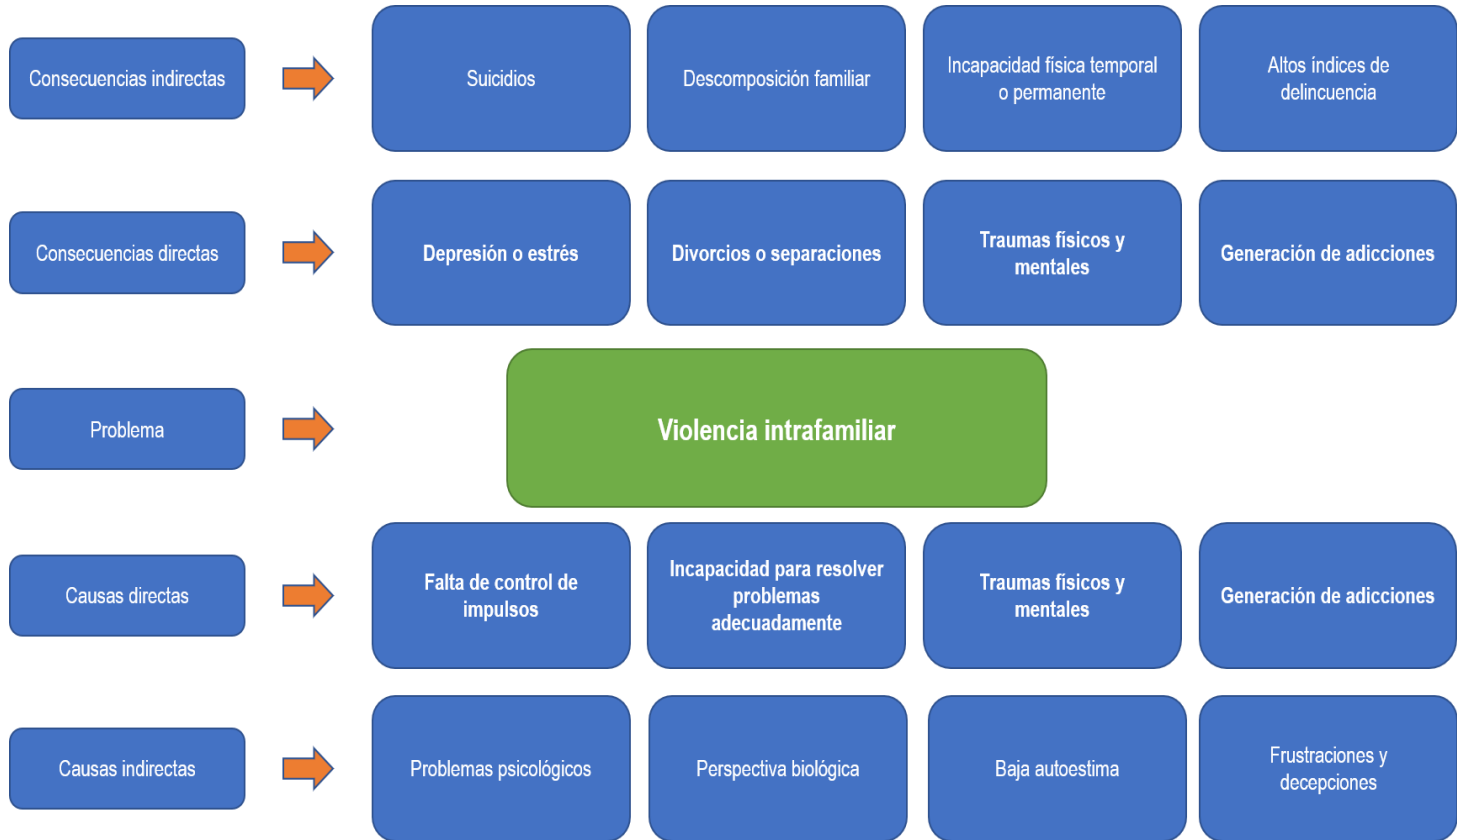 Consecuencias indirectas
Suicidios
Descomposición familiar
Incapacidad física temporal
o permanente
Altos índices de
delincuencia
Consecuencias directas
Depresión o estrés
Divorcios o separaciones
Traumas físicos y
mentales
Generación de adicciones
Problema
Violencia intrafamiliar
Causas directas
Falta de control de
impulsos
Incapacidad para resolver
problemas
adecuadamente
Traumas físicos y
mentales
Generación de adicciones
Causas indirectas
Problemas psicológicos
Perspectiva biológica
Baja autoestima
Frustraciones y
decepciones